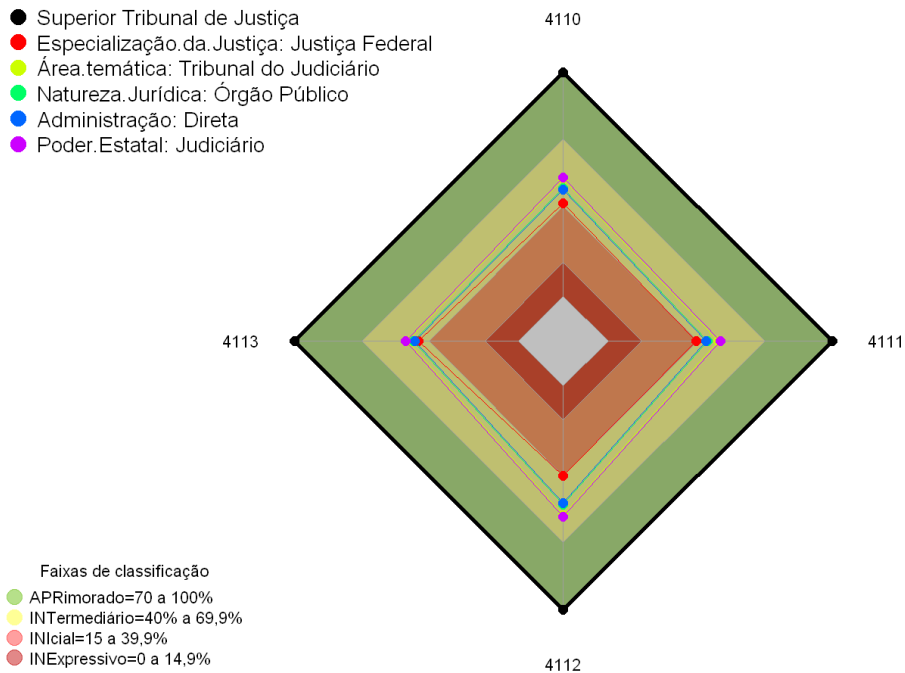 Superior Tribunal de Justiça
Especialização.da.Justiça: Justiça Federal
Área.temática: Tribunal do Judiciário
Natureza.Jurídica: Órgão Público
Administração: Direta
Poder.Estatal: Judiciário
4110
4113
4111
4112
Faixas de classificação
APRimorado=70 a 100%
INTermediário=40% a 69,9%
INIcial=15 a 39,9%
INExpressivo=0 a 14,9%